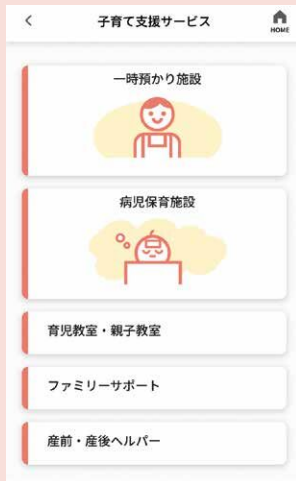 子育て支援サービス
HOME
一時預かり施設
病児保育施設
育児教室・親子教室
ファミリーサポート
産前・産後ヘルパー